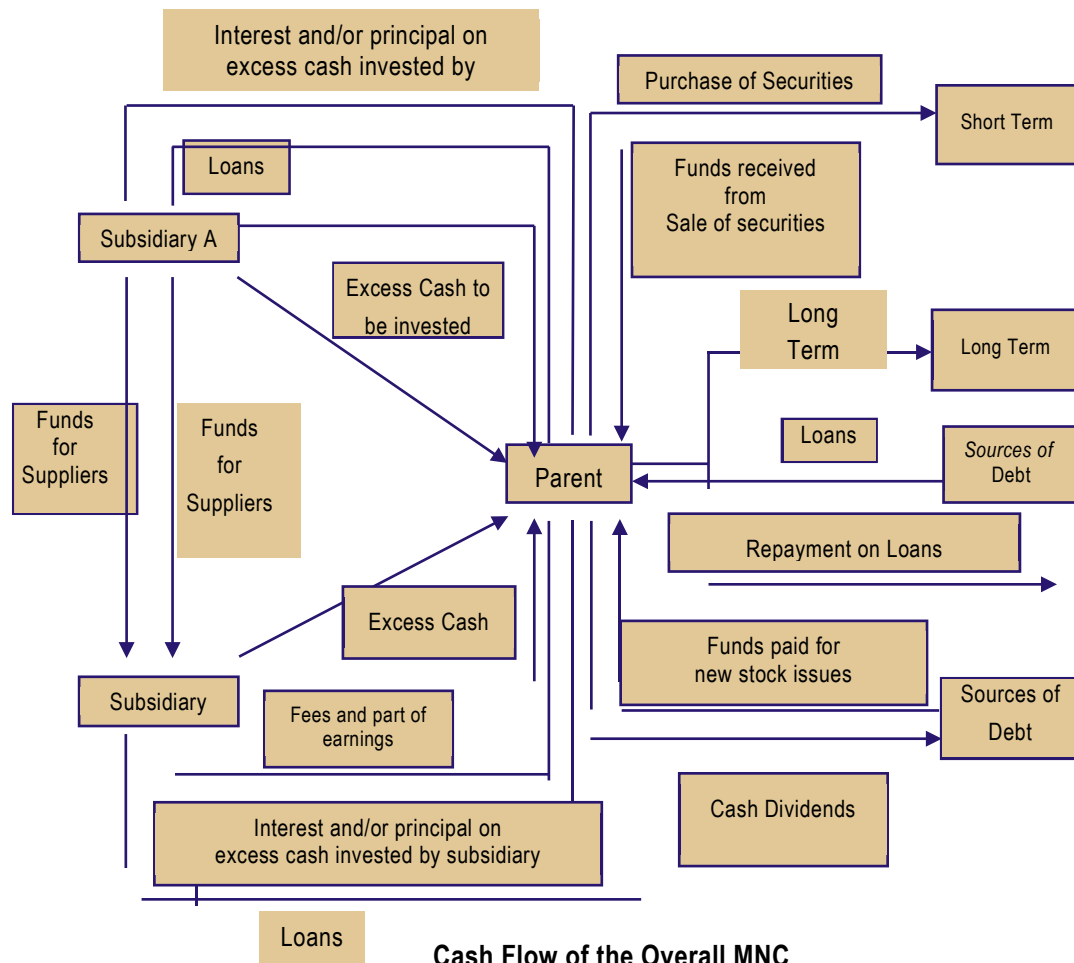 Interest and/or principal on
excess cash invested by
Purchase of Securities
Short Term
Loans
Funds received
from
Sale of securities
Subsidiary A
Excess Cash to
be invested
Long
Term
Long Term
Funds
for
Suppliers
Funds
for
Suppliers
Loans
Sources of
Debt
Parent
Repayment on Loans
Excess Cash
Funds paid for
new stock issues
Subsidiary
Fees and part of
earnings
Sources of
Debt
Cash Dividends
Interest and/or principal on
excess cash invested by subsidiary
Loans
Cash Flow of the Overall MNC